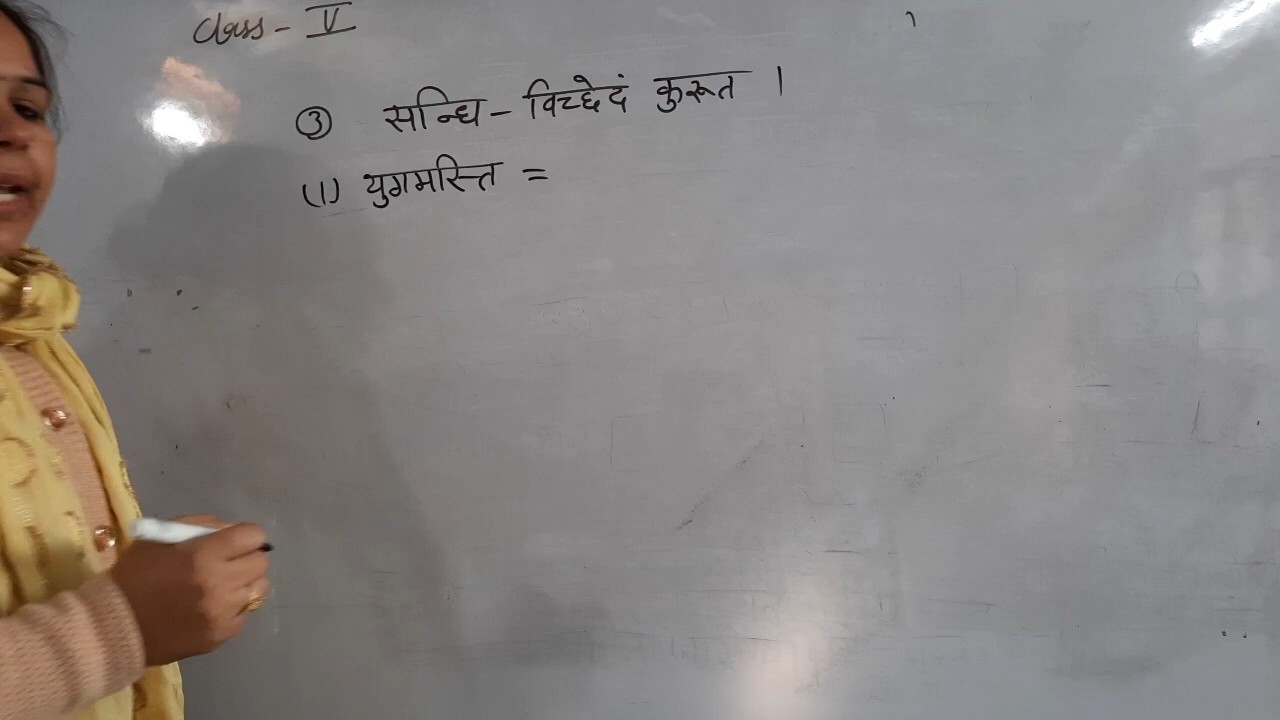 Class - V
③ सन्धि - विच्छेदं कुरूत ।
(1) युगमस्ति =